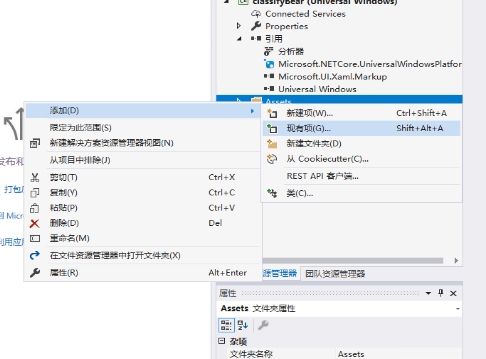 classifyBear (Universal Windows)
Connected Services
Properties
引用
分析器
Microsoft.NETCore.UniversalWindowsPlatfor
Microsoft.UI.Xaml.Markup
Universal Windows
Assets
添加(D)
限定为此范围(S)
新建解决方案资源管理器视图(N)
从项目中排除(J)
剪切(T) Ctrl+X
复制(Y) Ctrl+C
粘贴(P) Ctrl+V
删除(D) Del
重命名(M)
在文件资源管理器中打开文件夹(X)
属性(R) Alt+Enter
新建项(W)... Ctrl+Shift+A
现有项(G)... Shift+Alt+A
新建文件夹(D)
从 Cookiecutter(C)...
REST API 客户端...
类(C)...
发布和
打包应
到 Micr
利用应
源管理器 团队资源管理器
属性
Assets 文件夹属性
杂项
文件夹名称 Assets